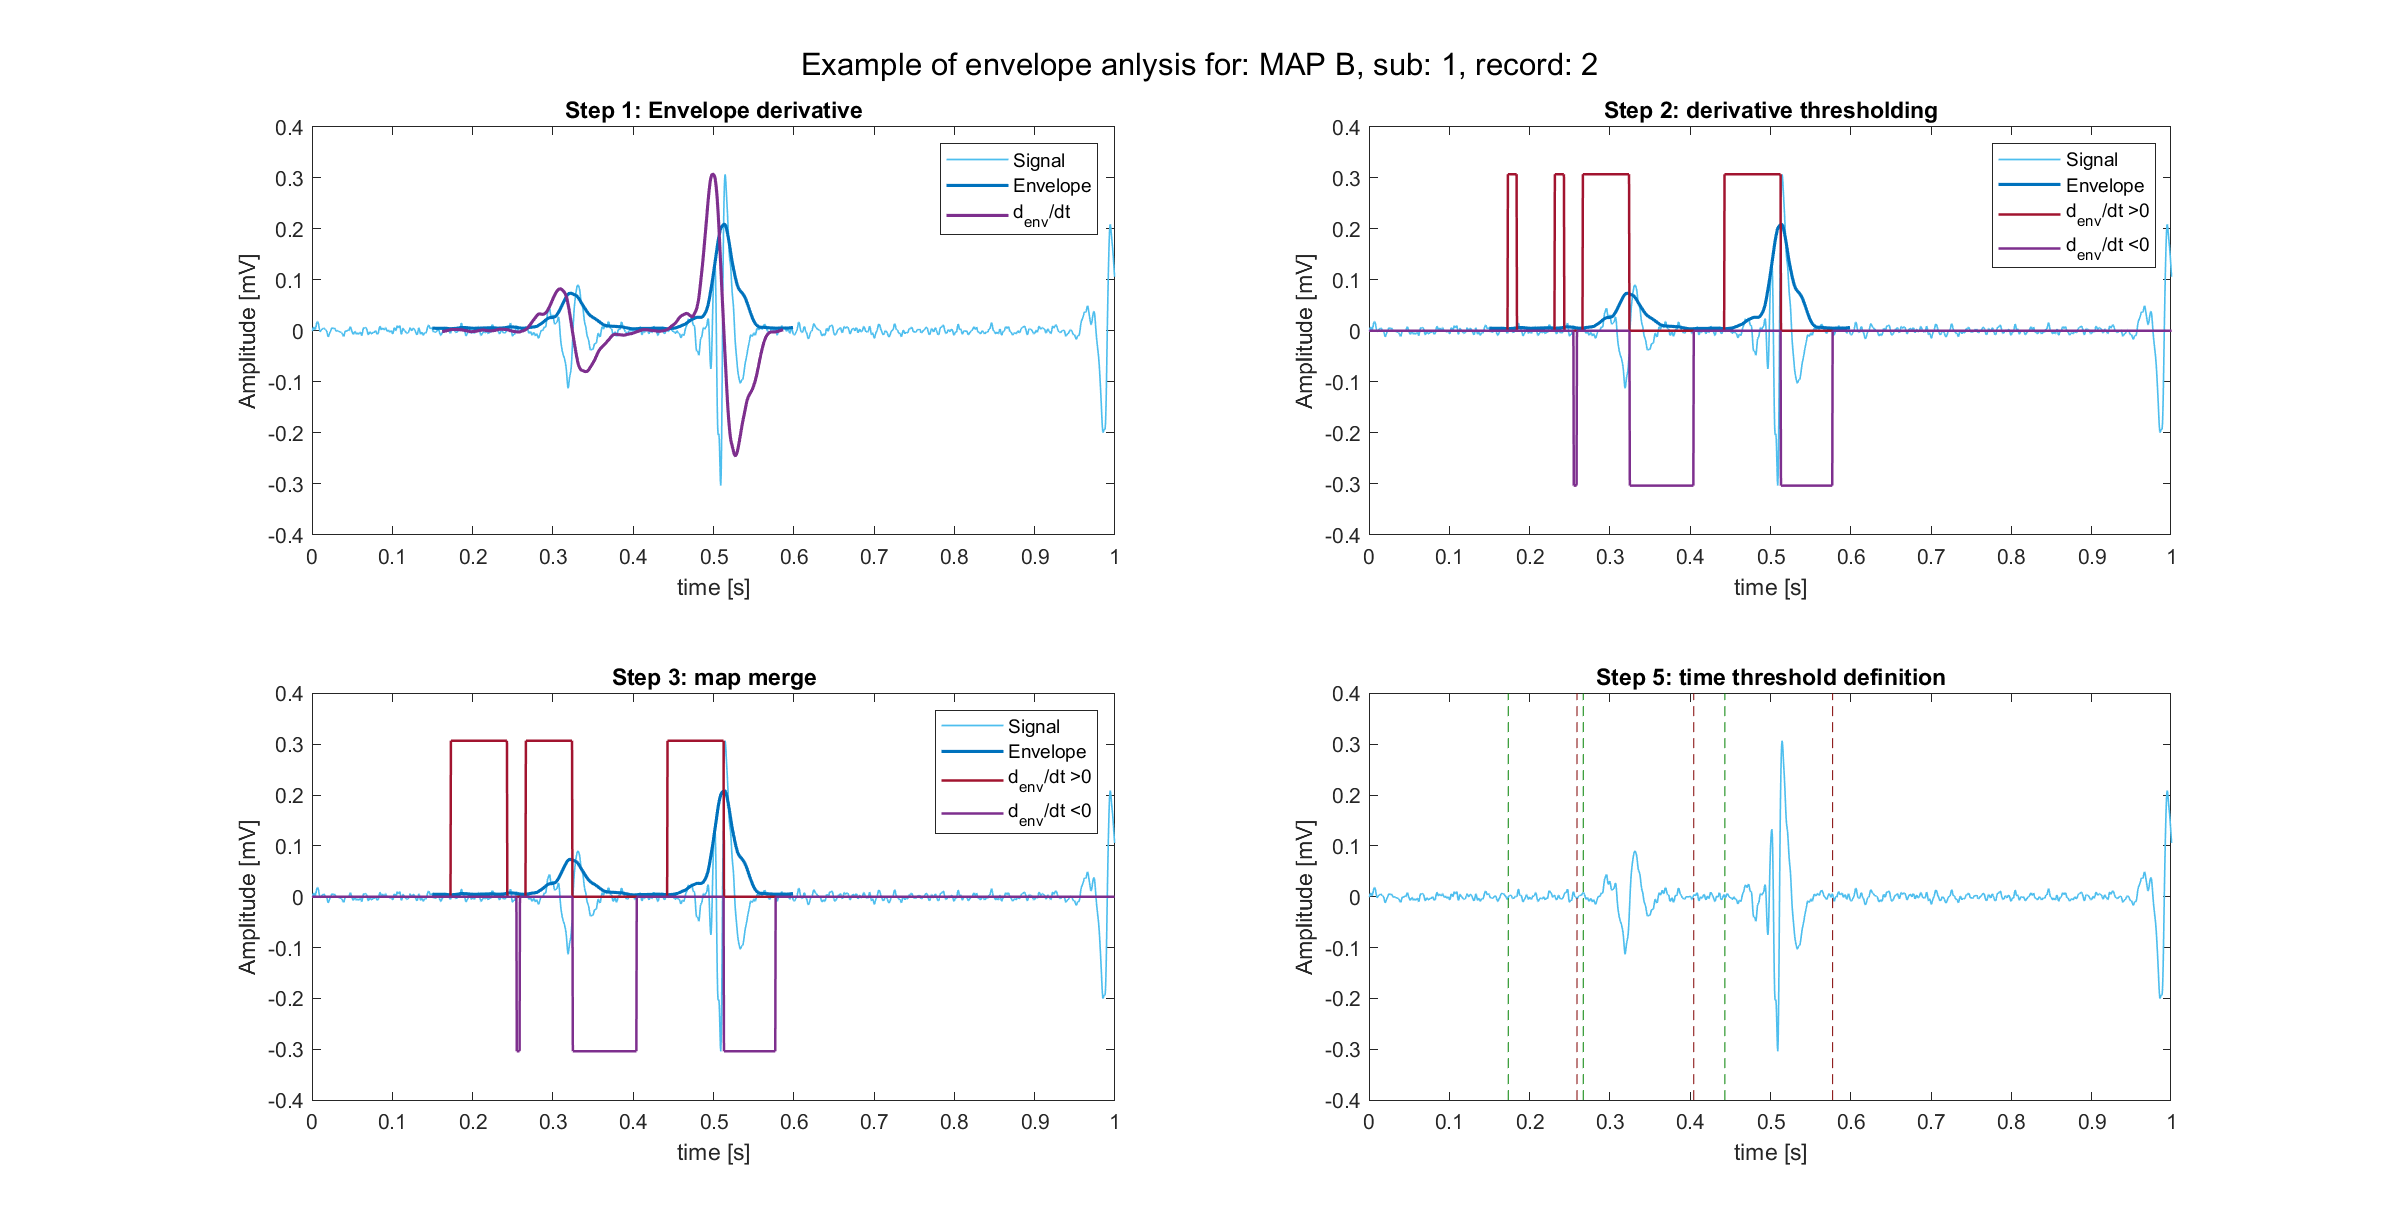 Example of envelope anlysis for: MAP B, sub: 1, record: 2
Step 1: Envelope derivative
0.4
0.3
0.2
0.1
0
-0.1
-0.2
-0.3
-0.4
Amplitude [mV]
0 0.1 0.2 0.3 0.4 0.5 0.6 0.7 0.8 0.9 1
time [s]
Signal
Envelope
d_env/dt
Step 2: derivative thresholding
0.4
0.3
0.2
0.1
0
-0.1
-0.2
-0.3
-0.4
Amplitude [mV]
0 0.1 0.2 0.3 0.4 0.5 0.6 0.7 0.8 0.9 1
time [s]
Signal
Envelope
d_env/dt >0
d_env/dt <0
Step 3: map merge
0.4
0.3
0.2
0.1
0
-0.1
-0.2
-0.3
-0.4
Amplitude [mV]
0 0.1 0.2 0.3 0.4 0.5 0.6 0.7 0.8 0.9 1
time [s]
Signal
Envelope
d_env/dt >0
d_env/dt <0
Step 5: time threshold definition
0.4
0.3
0.2
0.1
0
-0.1
-0.2
-0.3
-0.4
Amplitude [mV]
0 0.1 0.2 0.3 0.4 0.5 0.6 0.7 0.8 0.9 1
time [s]